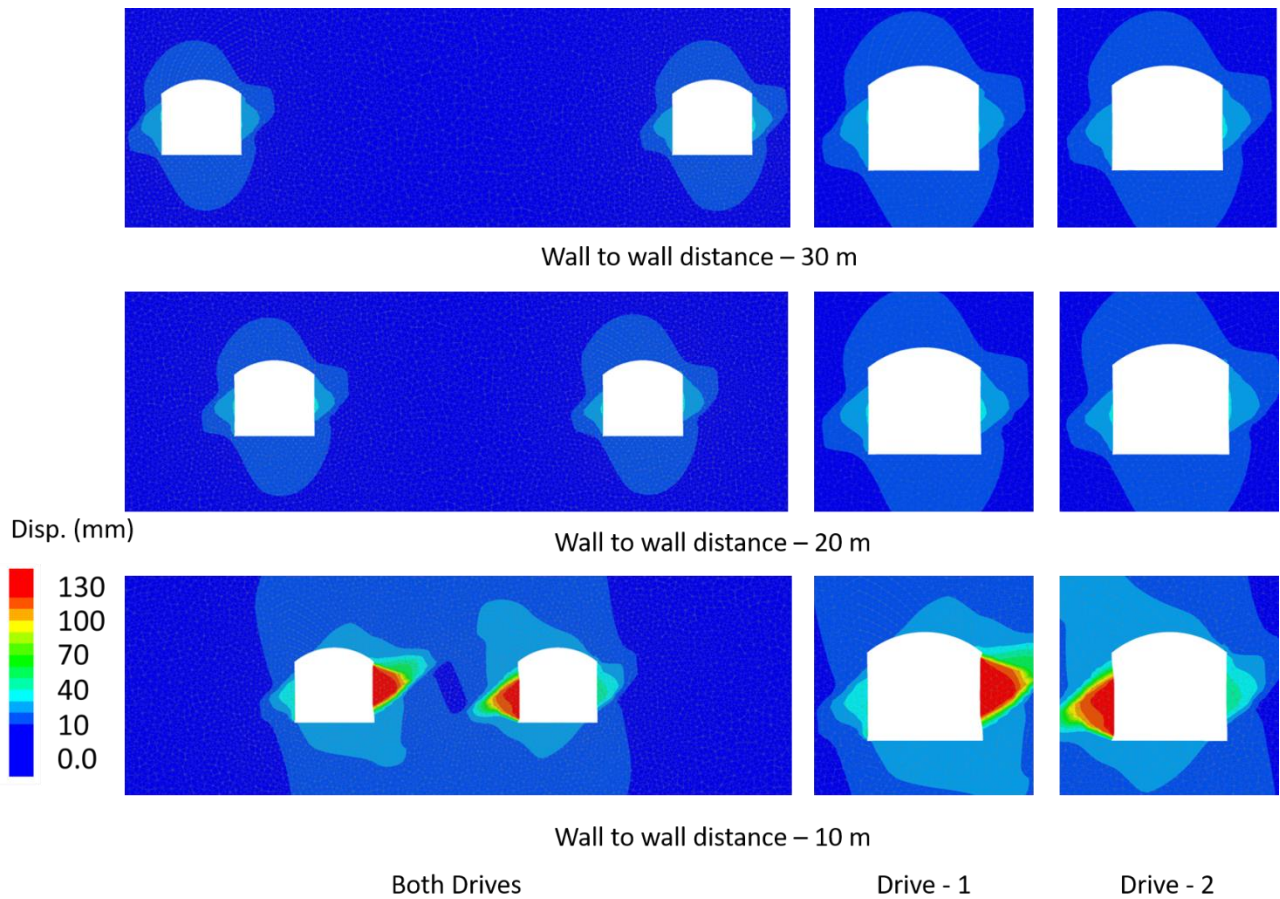 Wall to wall distance – 30 m
Wall to wall distance – 20 m
Disp. (mm)
130
100
70
40
10
0.0
Wall to wall distance – 10 m
Both Drives
Drive - 1
Drive - 2